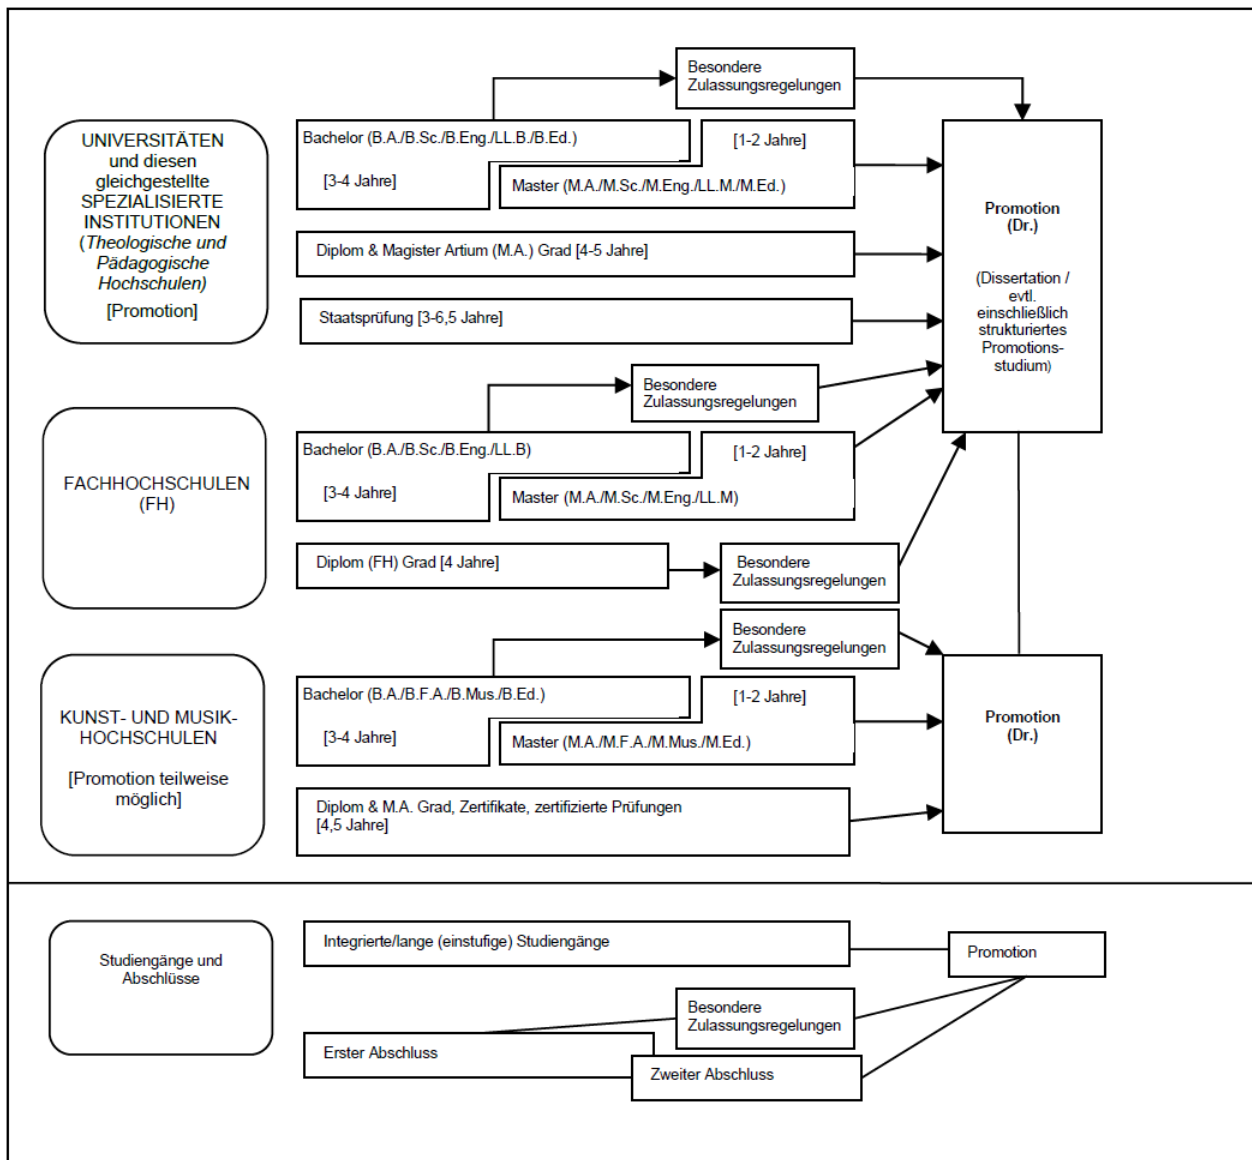 Besondere
Zulassungsregelungen
UNIVERSITÄTEN
und diesen
gleichgestellte
SPEZIALISIERTE
INSTITUTIONEN
(Theologische und
Pädagogische
Hochschulen)
[Promotion]
Bachelor (B.A./B.Sc./B.Eng./LL.B./B.Ed.)
[1-2 Jahre]
[3-4 Jahre]
Master (M.A./M.Sc./M.Eng./LL.M./M.Ed.)
Diplom & Magister Artium (M.A.) Grad [4-5 Jahre]
Staatsprüfung [3-6,5 Jahre]
Promotion
(Dr.)
(Dissertation /
evtl.
einschließlich
strukturiertes
Promotions-
studium)
Besondere
Zulassungsregelungen
FACHHOCHSCHULEN
(FH)
Bachelor (B.A./B.Sc./B.Eng./LL.B)
[1-2 Jahre]
[3-4 Jahre]
Master (M.A./M.Sc./M.Eng./LL.M)
Diplom (FH) Grad [4 Jahre]
Besondere
Zulassungsregelungen
Besondere
Zulassungsregelungen
KUNST- UND MUSIK-
HOCHSCHULEN
[Promotion teilweise
möglich]
Bachelor (B.A./B.F.A./B.Mus./B.Ed.)
[1-2 Jahre]
[3-4 Jahre]
Master (M.A./M.F.A./M.Mus./M.Ed.)
Diplom & M.A. Grad, Zertifikate, zertifizierte Prüfungen
[4,5 Jahre]
Promotion
(Dr.)
Studiengänge und
Abschlüsse
Integrierte/lange (einstufige) Studiengänge
Promotion
Besondere
Zulassungsregelungen
Erster Abschluss
Zweiter Abschluss